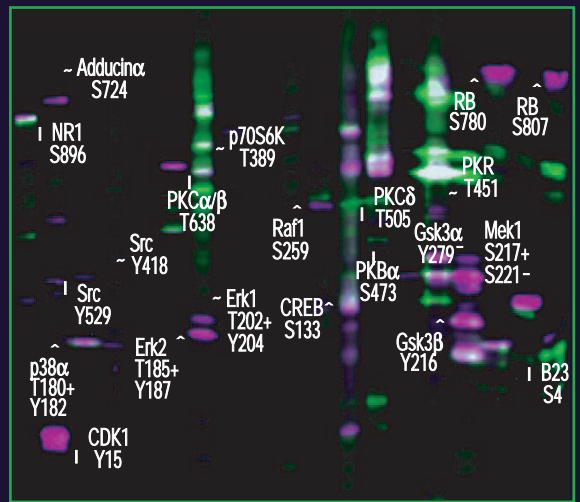 ~ Adducinα
S724
^
RB
S780
^
RB
S807
| NR1
S896
~ p70S6K
T389
|
PKCα/β
T638
PKR
~ T451
^
Raf1
S259
| PKCδ
T505
Src
~ Y418
Gsk3α
Y279-
Mek1
S217+
S221-
|
PKBα
S473
| Src
Y529
~ Erk1
T202+
Y204
CREB^
S133
^
p38α
T180+
Y182
^
Erk2
T185+
Y187
^
Gsk3β
Y216
| B23
S4
| CDK1
Y15